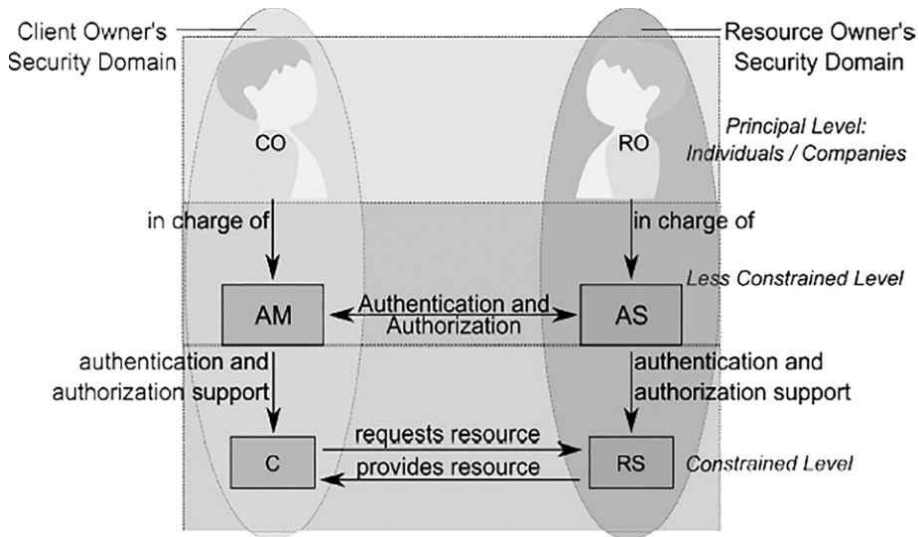 Client Owner's
Security Domain
Resource Owner's
Security Domain
CO
RO
Principal Level:
Individuals / Companies
in charge of
in charge of
Less Constrained Level
AM
Authentication and
Authorization
AS
authentication and
authorization support
authentication and
authorization support
requests resource
C
provides resource
RS
Constrained Level